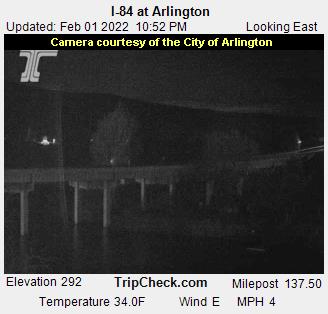 I-84 at Arlington
Updated: Feb 01 2022 10:52 PM Looking East
Camera courtesy of the City of Arlington
Elevation 292 TripCheck.com Milepost 137.50
Temperature 34.0F Wind E MPH 4